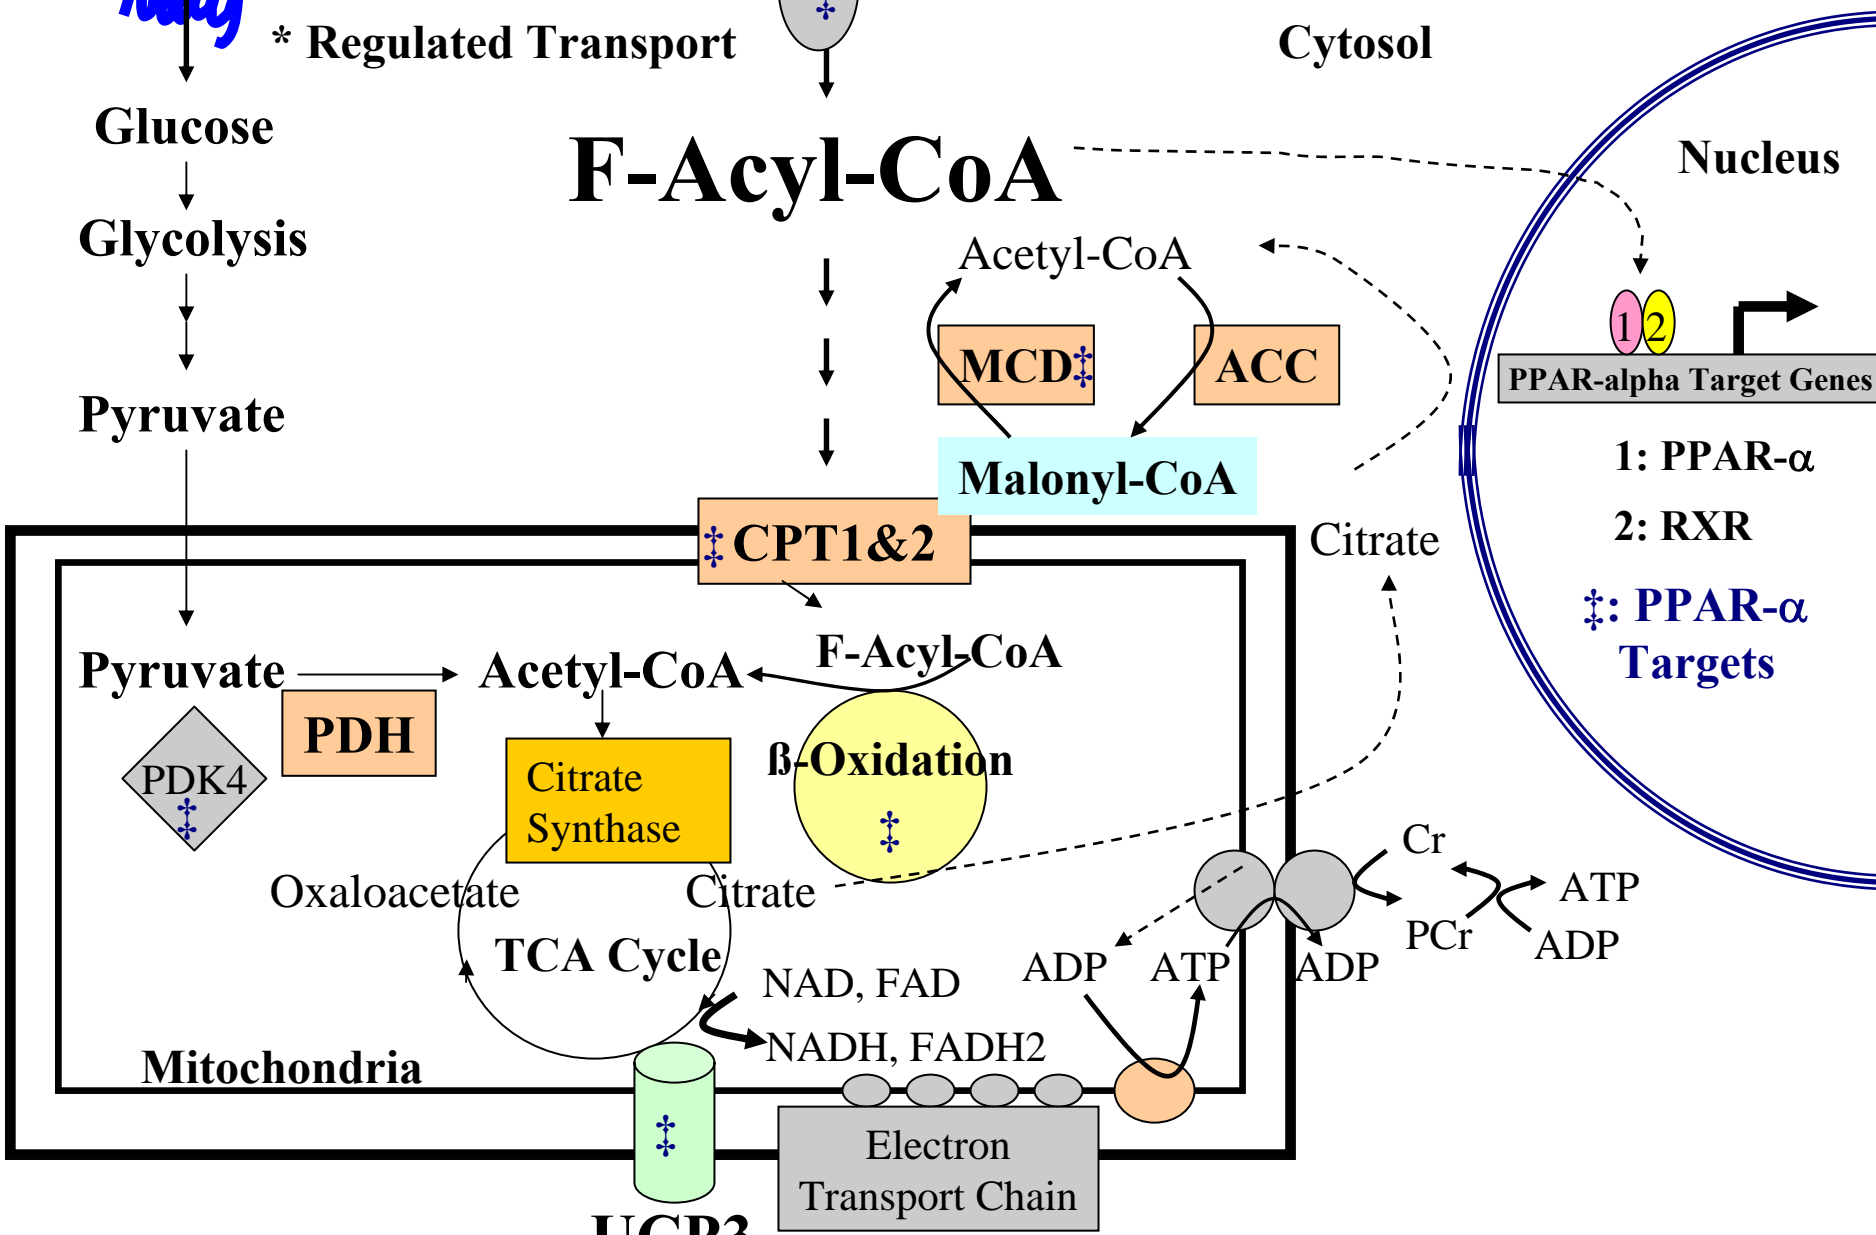 * Regulated Transport
‡
Cytosol
Glucose
F-Acyl-CoA
Nucleus
Glycolysis
Acetyl-CoA
1 2
MCD‡
ACC
PPAR-alpha Target Genes
Pyruvate
Malonyl-CoA
1: PPAR-α
2: RXR
‡: PPAR-α
Targets
‡ CPT1&2
Citrate
Pyruvate
Acetyl-CoA
F-Acyl-CoA
PDH
PDK4
‡
Citrate
Synthase
ß-Oxidation
‡
Oxaloacetate
Citrate
TCA Cycle
Cr
PCr
ATP
ADP
NAD, FAD
NADH, FADH2
ADP
ATP
ADP
Mitochondria
‡
Electron
Transport Chain
UCP3